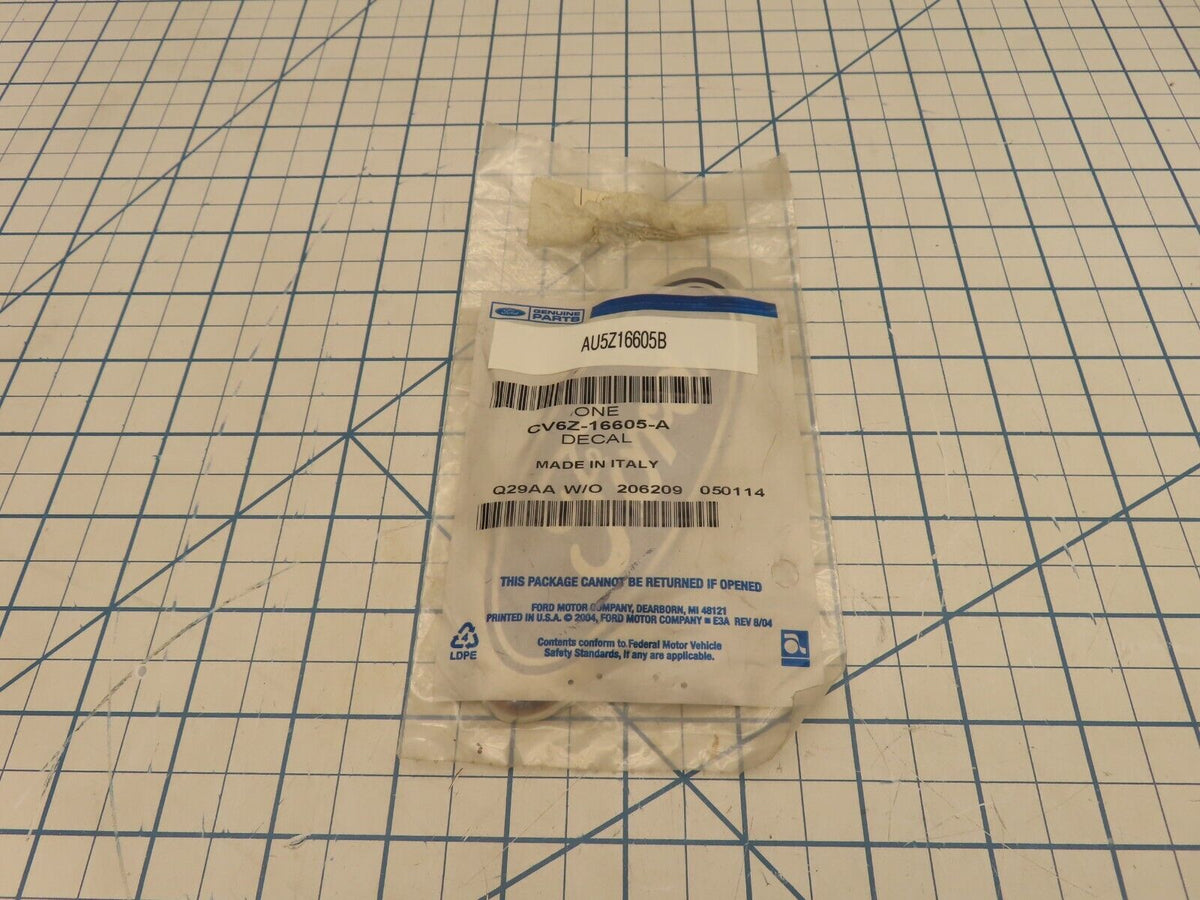 Ford GENUINE PARTS
AU5Z16605B
ONE
CV6Z-16605-A
DECAL
MADE IN ITALY
Q29AA W/O 206209 050114
THIS PACKAGE CANNOT BE RETURNED IF OPENED
FORD MOTOR COMPANY, DEARBORN, MI 48121
PRINTED IN U.S.A. © 2004, FORD MOTOR COMPANY ■ E3A REV 8/04
4
LDPE
Contents conform to Federal Motor Vehicle
Safety Standards, if any are applicable.